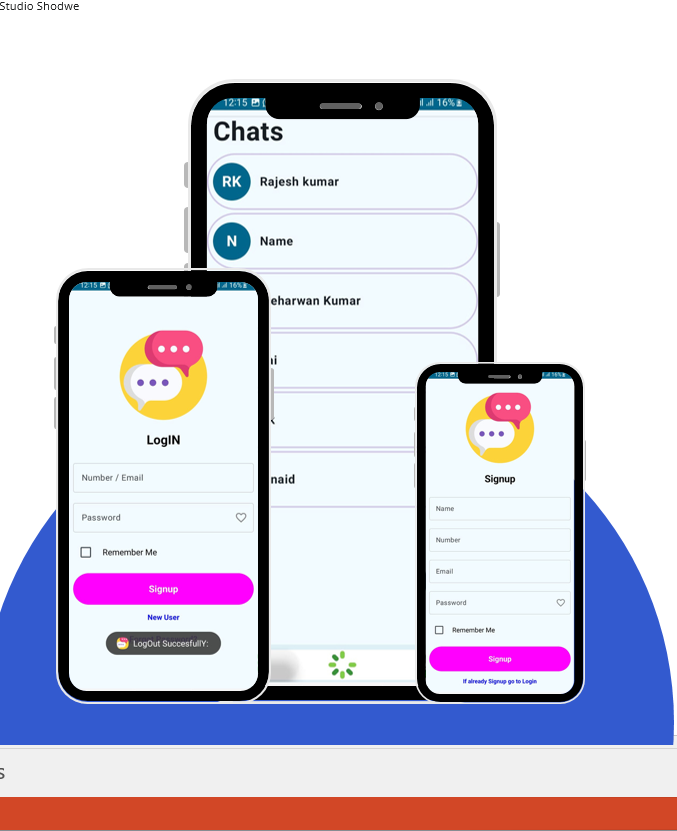 Studio Shodwe
12:15
16%
Chats
RK
Rajesh kumar
N
Name
eharwan Kumar
ni
K
naid
12:15
16%
LogIN
Number / Email
Password
Remember Me
Signup
New User
LogOut SuccesfullY:
12:15
16%
Signup
Name
Number
Email
Password
Remember Me
Signup
If already Signup go to Login
s